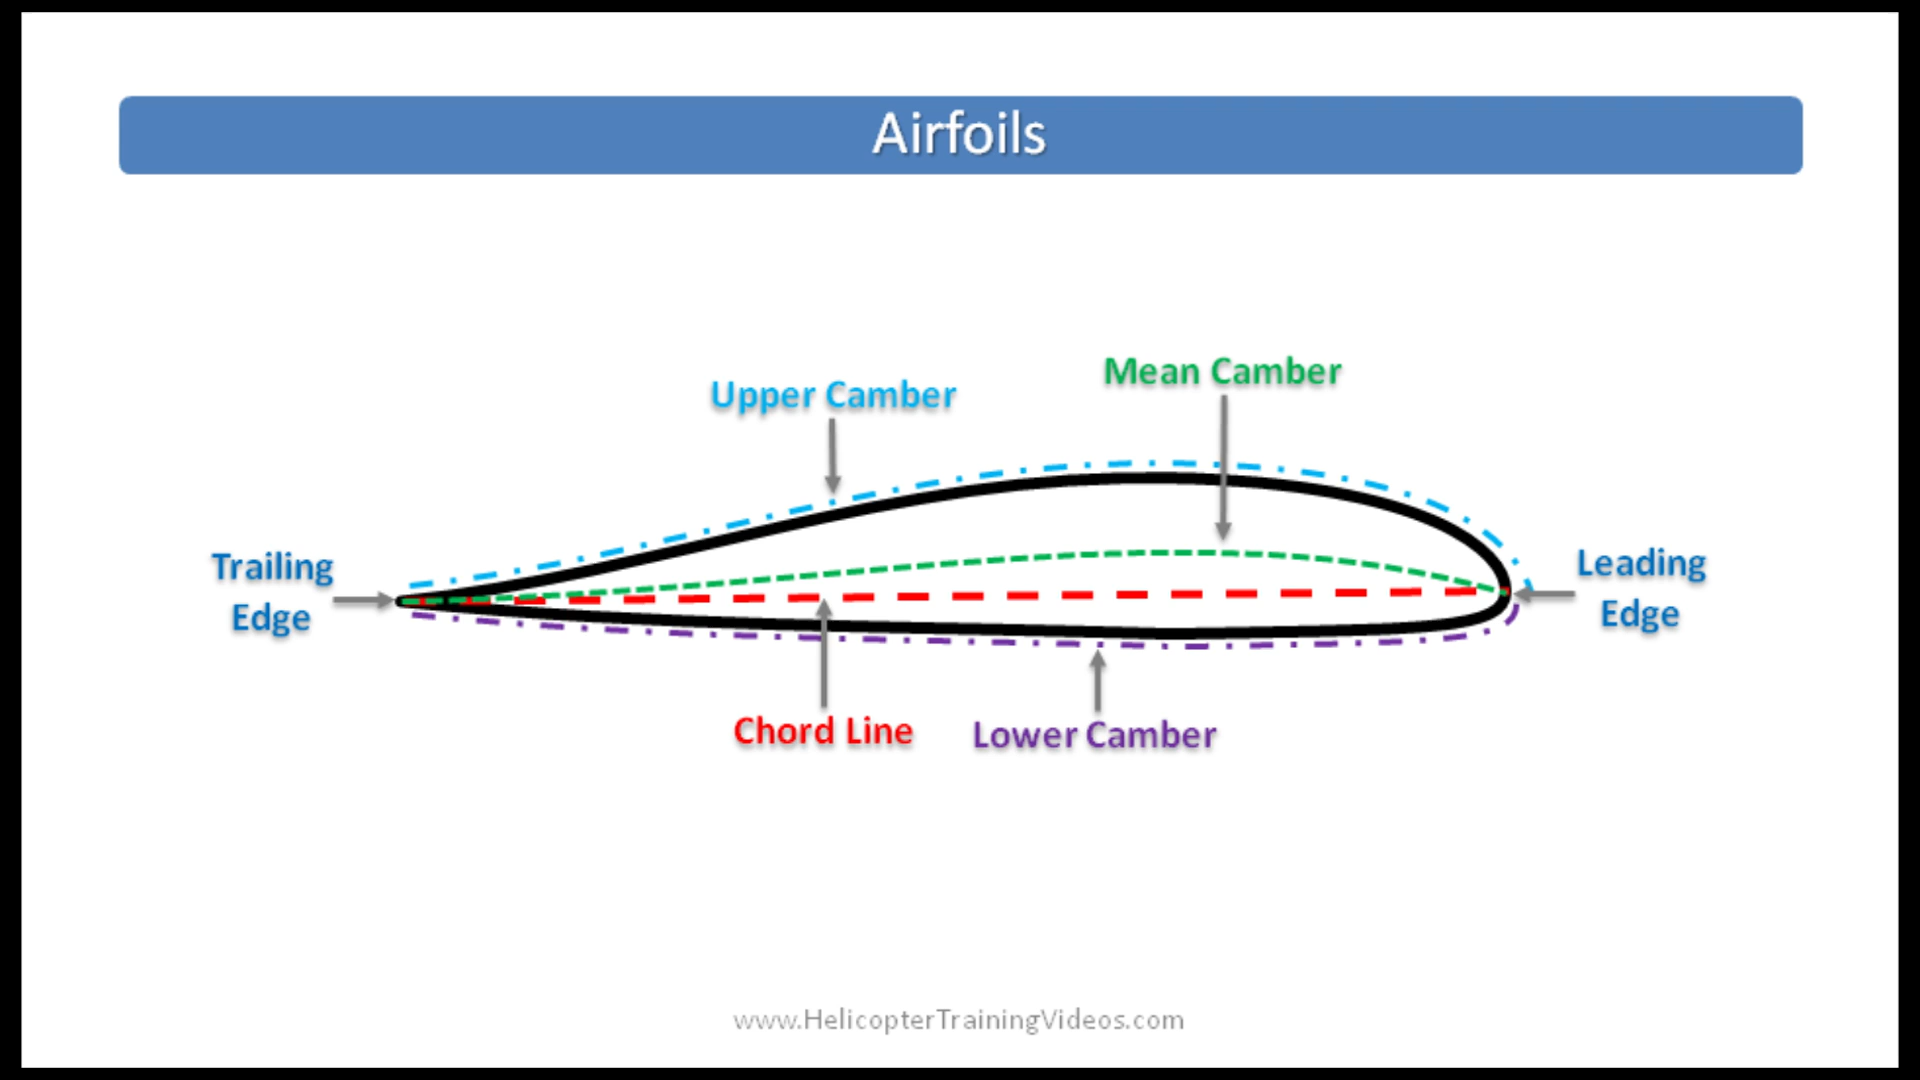 Airfoils
Mean Camber
Upper Camber
Trailing
Edge
Leading
Edge
Chord Line
Lower Camber
www.HelicopterTrainingVideos.com